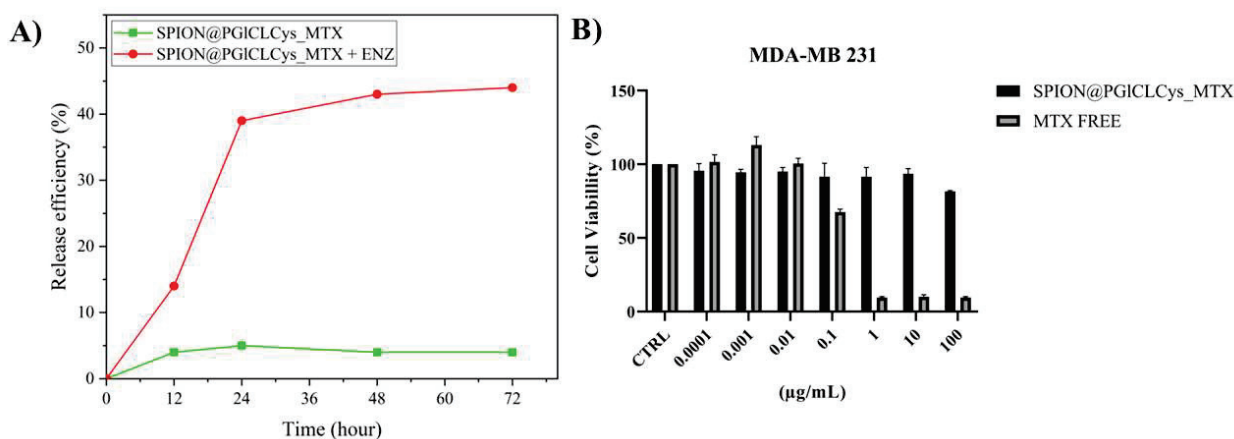 A)
SPION@PGlCLCys_MTX
SPION@PGlCLCys_MTX + ENZ
Release efficiency (%)
50
40
30
20
10
0
0 12 24 36 48 60 72
Time (hour)
B)
MDA-MB 231
SPION@PGlCLCys_MTX
MTX FREE
Cell Viabillity (%)
150
100
50
0
CTRL 0.0001 0.001 0.01 0.1 1 10 100
(µg/mL)